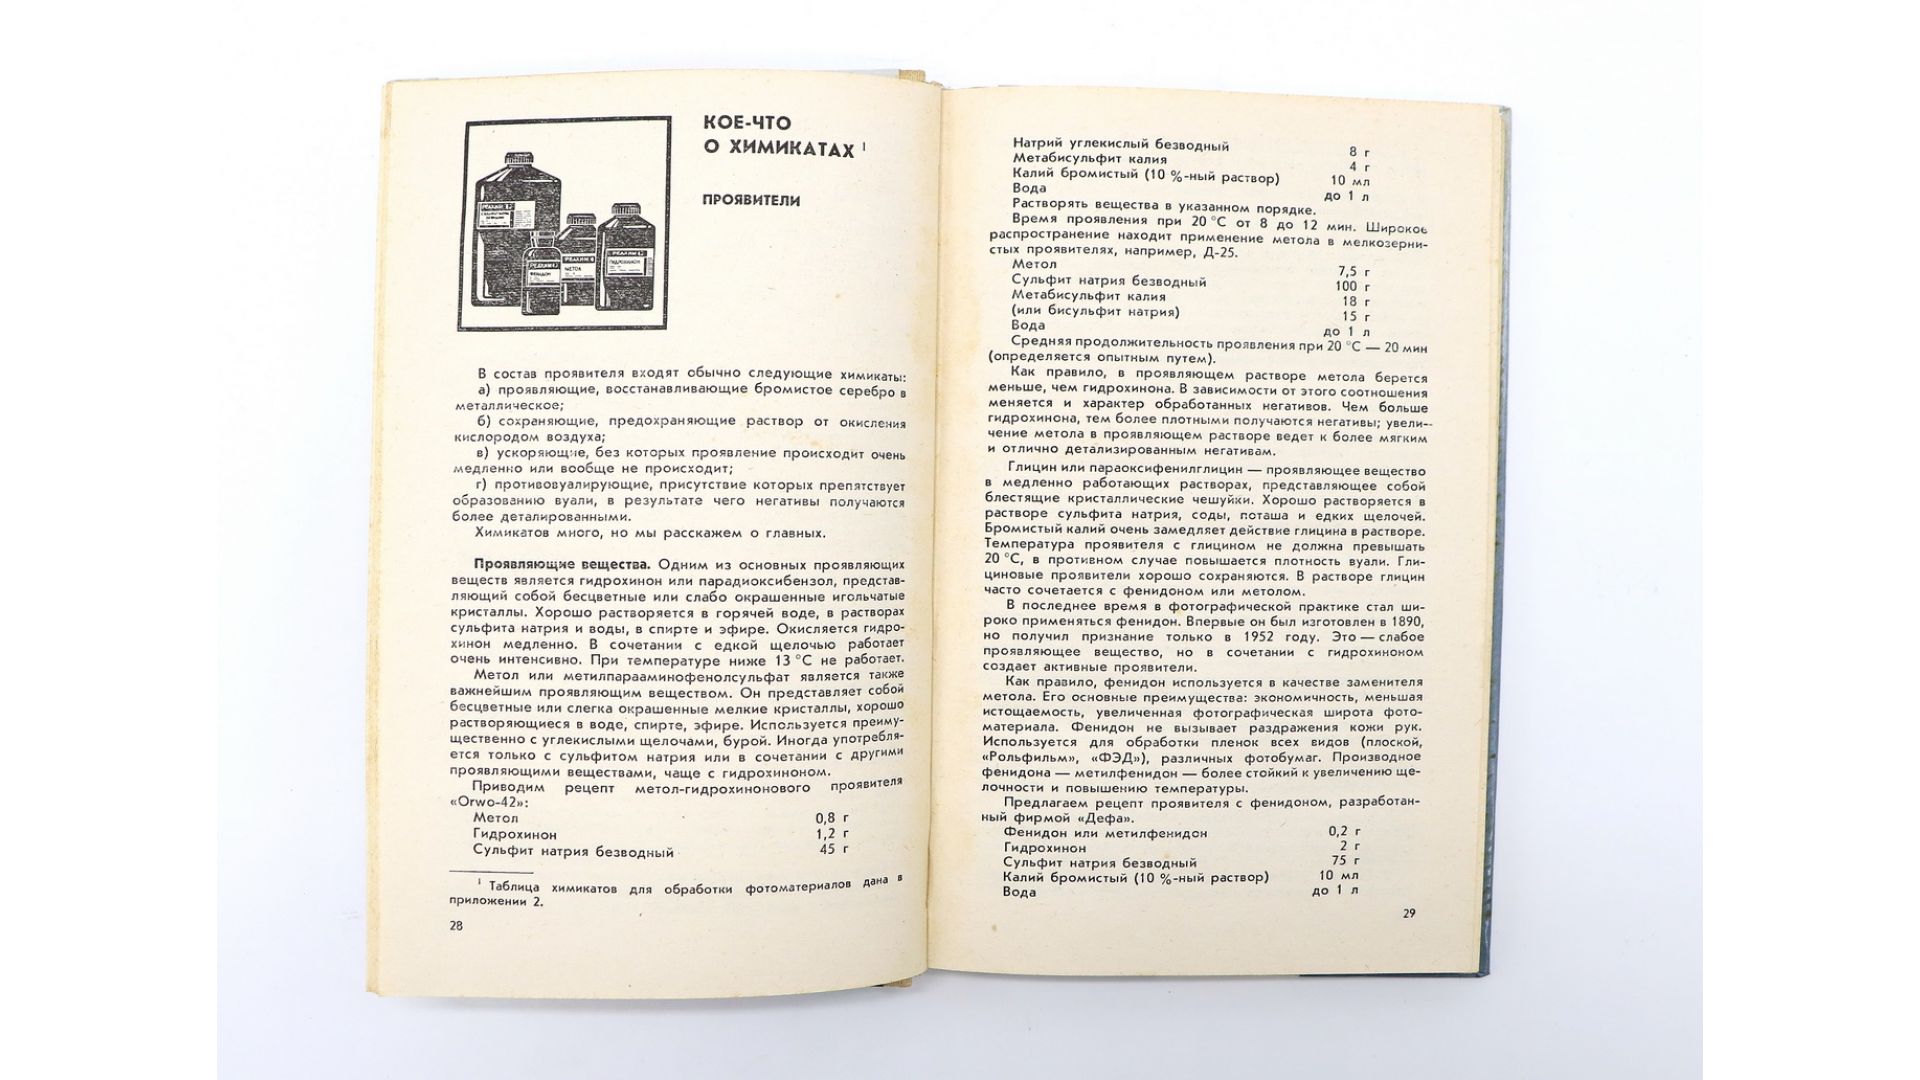 КОЕ-ЧТО
О ХИМИКАТАХ 1
ПРОЯВИТЕЛИ
РЕАХИМ
РЕАХИМ
ФЕНИДОН
РЕАХИМ
МЕТОЛ
РЕАХИМ
ГИДРОХИНОН
В состав проявителя входят обычно следующие химикаты:
а) проявляющие, восстанавливающие бромистое серебро в
металлическое;
б) сохраняющие, предохраняющие раствор от окисления
кислородом воздуха;
в) ускоряющие, без которых проявление происходит очень
медленно или вообще не происходит;
г) противовуалирующие, присутствие которых препятствует
образованию вуали, в результате чего негативы получаются
более деталированными.
Химикатов много, но мы расскажем о главных.
Проявляющие вещества. Одним из основных проявляющих
веществ является гидрохинон или парадиоксибензол, представ-
ляющий собой бесцветные или слабо окрашенные игольчатые
кристаллы. Хорошо растворяется в горячей воде, в растворах
сульфита натрия и воды, в спирте и эфире. Окисляется гидро-
хинон медленно. В сочетании с едкой щелочью работает
очень интенсивно. При температуре ниже 13 °С не работает.
Метол или метилпарааминофенолсульфат является также
важнейшим проявляющим веществом. Он представляет собой
бесцветные или слегка окрашенные мелкие кристаллы, хорошо
растворяющиеся в воде, спирте, эфире. Используется преиму-
щественно с углекислыми щелочами, бурой. Иногда употребля-
ется только с сульфитом натрия или в сочетании с другими
проявляющими веществами, чаще с гидрохиноном.
Приводим рецепт метол-гидрохинонового проявителя
«Orwo-42»:
Метол 0,8 г
Гидрохинон 1,2 г
Сульфит натрия безводный 45 г
1 Таблица химикатов для обработки фотоматериалов дана в
приложении 2.
28
Натрий углекислый безводный 8 г
Метабисульфит калия 4 г
Калий бромистый (10 %-ный раствор) 10 мл
Вода до 1 л
Растворять вещества в указанном порядке.
Время проявления при 20 °С от 8 до 12 мин. Широкое
распространение находит применение метола в мелкозерни-
стых проявителях, например, Д-25.
Метол 7,5 г
Сульфит натрия безводный 100 г
Метабисульфит калия 18 г
(или бисульфит натрия) 15 г
Вода до 1 л
Средняя продолжительность проявления при 20 °С — 20 мин
(определяется опытным путем).
Как правило, в проявляющем растворе метола берется
меньше, чем гидрохинона. В зависимости от этого соотношения
меняется и характер обработанных негативов. Чем больше
гидрохинона, тем более плотными получаются негативы; увели-
чение метола в проявляющем растворе ведет к более мягким
и отлично детализированным негативам.
Глицин или параоксифенилглицин — проявляющее вещество
в медленно работающих растворах, представляющее собой
блестящие кристаллические чешуйки. Хорошо растворяется в
растворе сульфита натрия, соды, поташа и едких щелочей.
Бромистый калий очень замедляет действие глицина в растворе.
Температура проявителя с глицином не должна превышать
20 °С, в противном случае повышается плотность вуали. Гли-
циновые проявители хорошо сохраняются. В растворе глицин
часто сочетается с фенидоном или метолом.
В последнее время в фотографической практике стал ши-
роко применяться фенидон. Впервые он был изготовлен в 1890,
но получил признание только в 1952 году. Это — слабое
проявляющее вещество, но в сочетании с гидрохиноном
создает активные проявители.
Как правило, фенидон используется в качестве заменителя
метола. Его основные преимущества: экономичность, меньшая
истощаемость, увеличенная фотографическая широта фото-
материала. Фенидон не вызывает раздражения кожи рук.
Используется для обработки пленок всех видов (плоской,
«Рольфильм», «ФЭД»), различных фотобумаг. Производное
фенидона — метилфенидон — более стойкий к увеличению ще-
лочности и повышению температуры.
Предлагаем рецепт проявителя с фенидоном, разработан-
ный фирмой «Дефа».
Фенидон или метилфенидон 0,2 г
Гидрохинон 2 г
Сульфит натрия безводный 75 г
Калий бромистый (10 %-ный раствор) 10 мл
Вода до 1 л
29